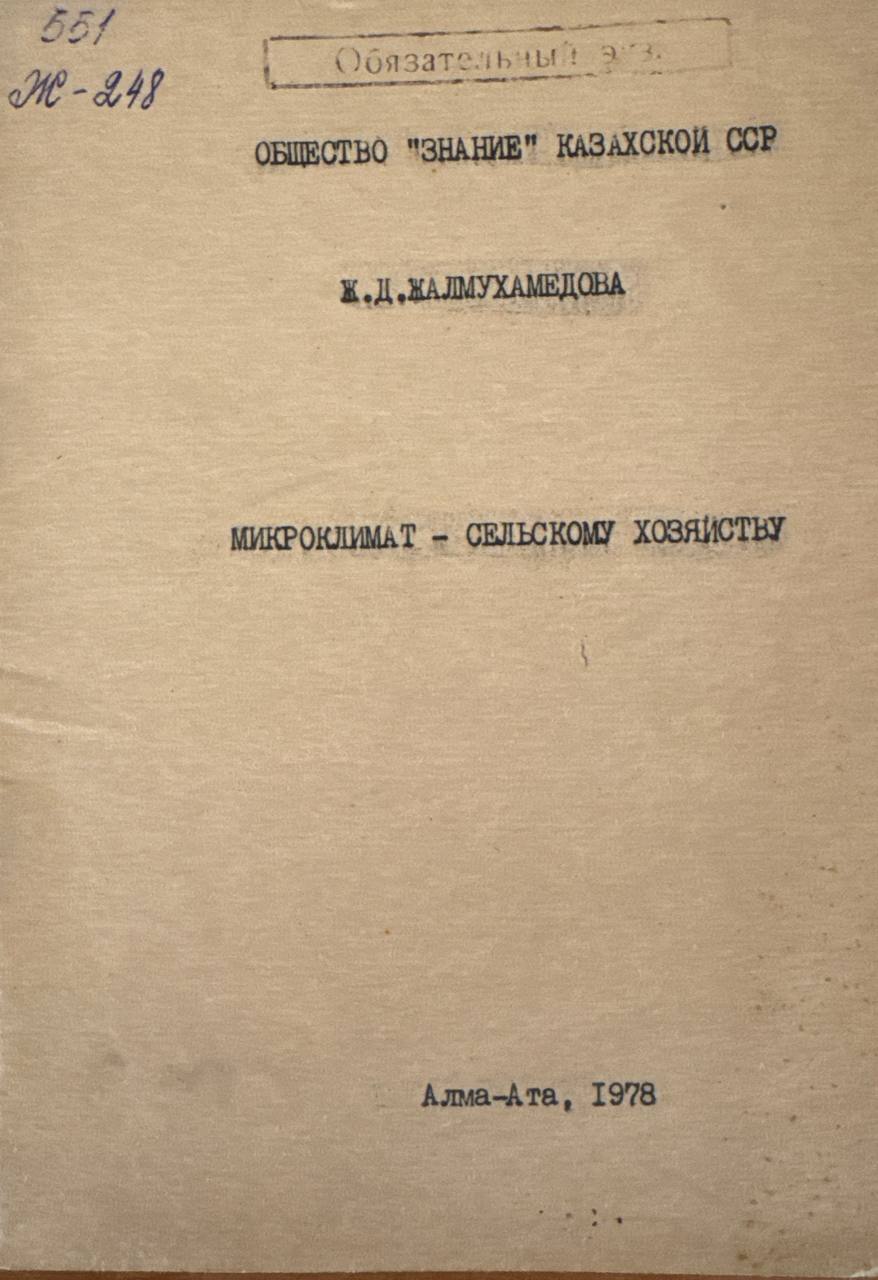 551
Ж-248
Обязательный экз.
ОБЩЕСТВО "ЗНАНИЕ" КАЗАХСКОЙ ССР
Ж.Д.ЖАЛМУХАМЕДОВА
МИКРОКЛИМАТ - СЕЛЬСКОМУ ХОЗЯЙСТВУ
Алма-Ата, 1978